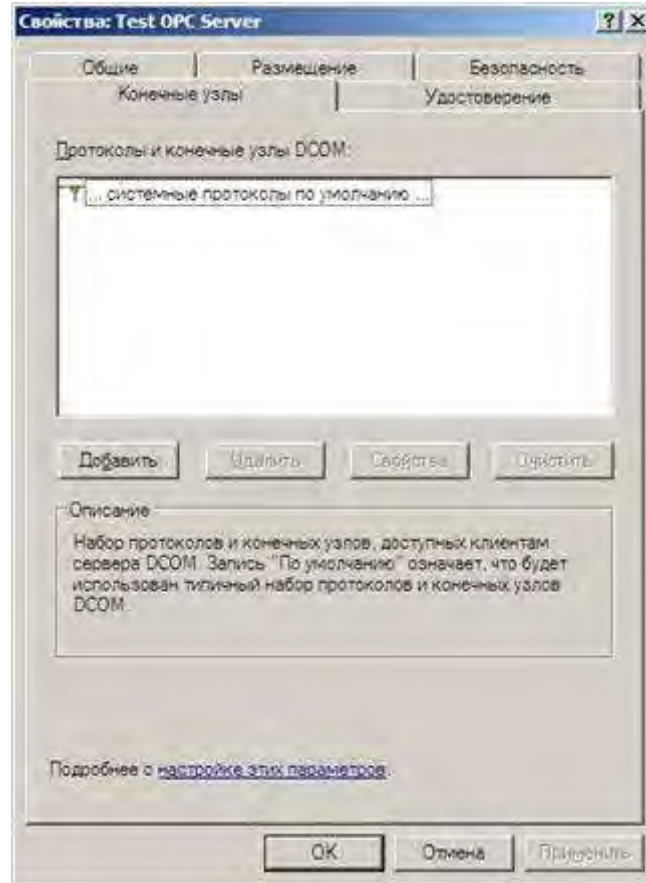 Свойства: Test OPC Server
Общие Размещение Безопасность
Конечные узлы Удостоверение
Протоколы и конечные узлы DCOM:
... системные протоколы по умолчанию ...
Добавить Удалить Свойства Очистить
Описание
Набор протоколов и конечных узлов, доступных клиентам
сервера DCOM. Запись "По умолчанию" означает, что будет
использован типичный набор протоколов и конечных узлов
DCOM.
Подробнее о настройке этих параметров.
OK Отмена Применить